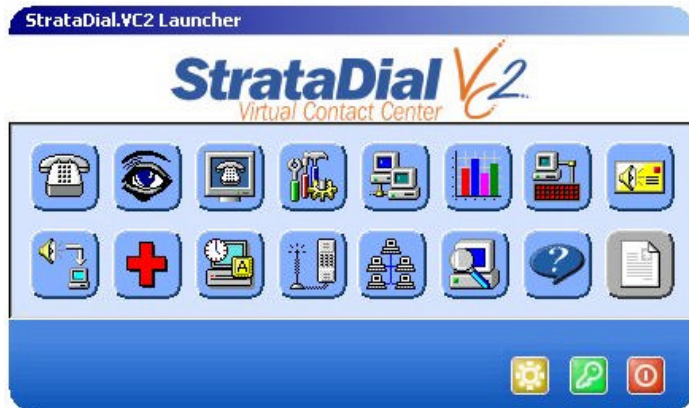 StrataDial.VC2 Launcher
StrataDial VC2
Virtual Contact Center
A
?